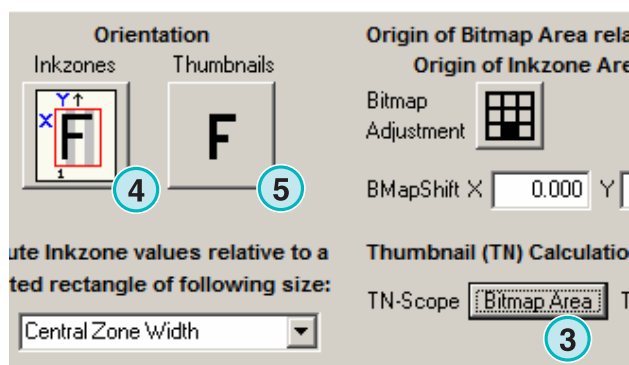 Orientation
Inkzones Thumbnails
Y
X
F
1
4
F
5
ute Inkzone values relative to a
ted rectangle of following size:
Central Zone Width
Origin of Bitmap Area rela
Origin of Inkzone Are
Bitmap
Adjustment
BMapShift X 0.000 Y
Thumbnail (TN) Calculatio
TN-Scope Bitmap Area T
3